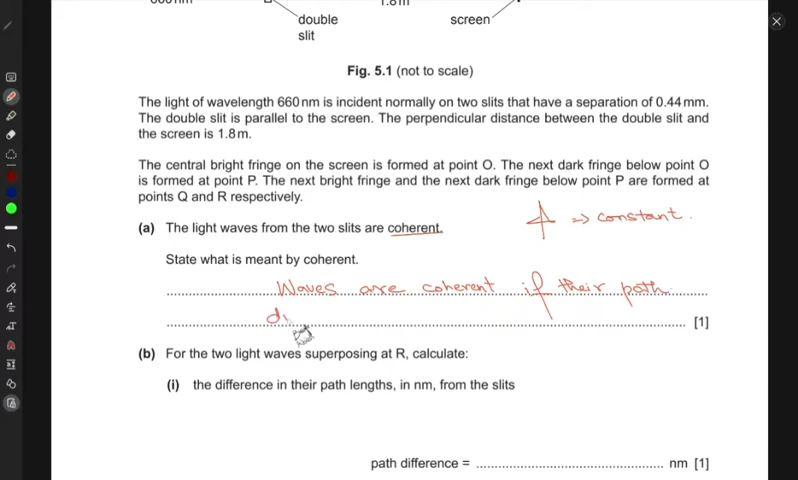 double
slit
screen
Fig. 5.1 (not to scale)
The light of wavelength 660 nm is incident normally on two slits that have a separation of 0.44 mm.
The double slit is parallel to the screen. The perpendicular distance between the double slit and
the screen is 1.8 m.
The central bright fringe on the screen is formed at point O. The next dark fringe below point O
is formed at point P. The next bright fringe and the next dark fringe below point P are formed at
points Q and R respectively.
⇒ constant.
(a) The light waves from the two slits are coherent.
State what is meant by coherent.
Waves are coherent if their path
di
[1]
(b) For the two light waves superposing at R, calculate:
(i) the difference in their path lengths, in nm, from the slits
path difference = ........................................................ nm [1]